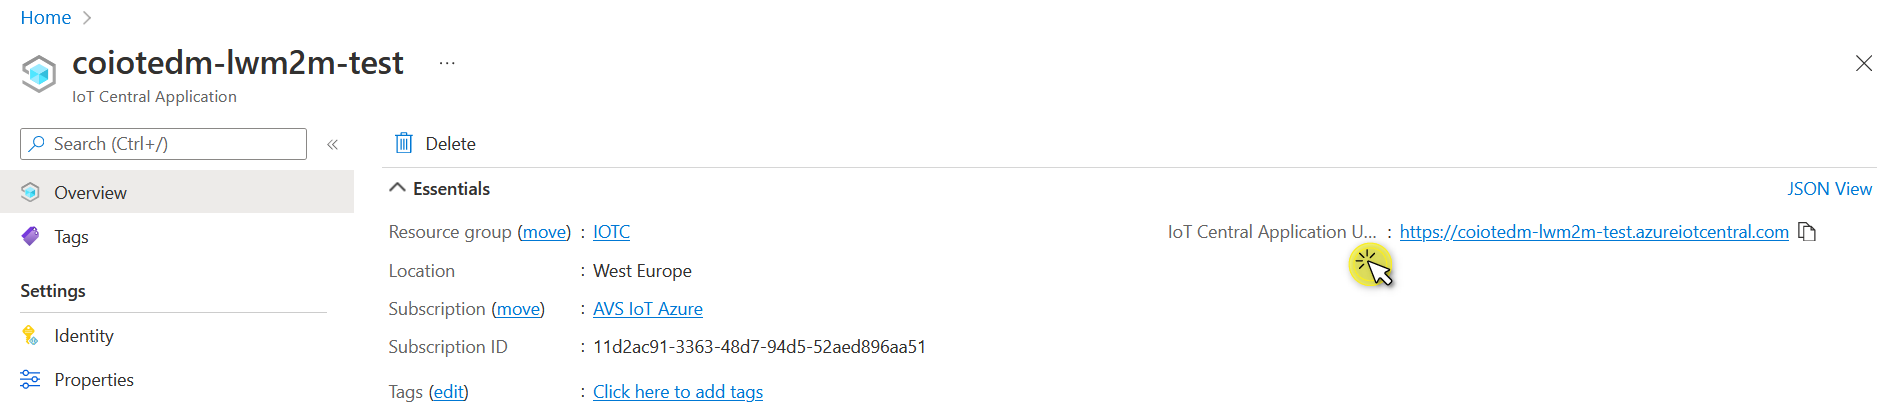 Home >
coiotedm-lwm2m-test ...
IoT Central Application
Search (Ctrl+/) «
Delete
Overview
Tags
Settings
Identity
Properties
Essentials JSON View
Resource group (move) : IOTC
IoT Central Application U... : https://coiotedm-lwm2m-test.azureiotcentral.com
Location : West Europe
Subscription (move) : AVS IoT Azure
Subscription ID : 11d2ac91-3363-48d7-94d5-52aed896aa51
Tags (edit) : Click here to add tags